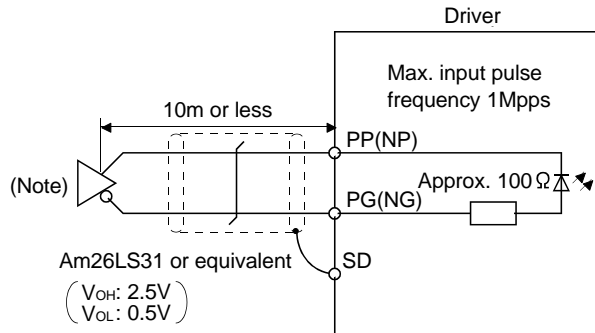 Driver
Max. input pulse
frequency 1Mpps
10m or less
PP(NP)
(Note)
Approx. 100Ω
PG(NG)
Am26LS31 or equivalent
SD
VOH: 2.5V
VOL: 0.5V